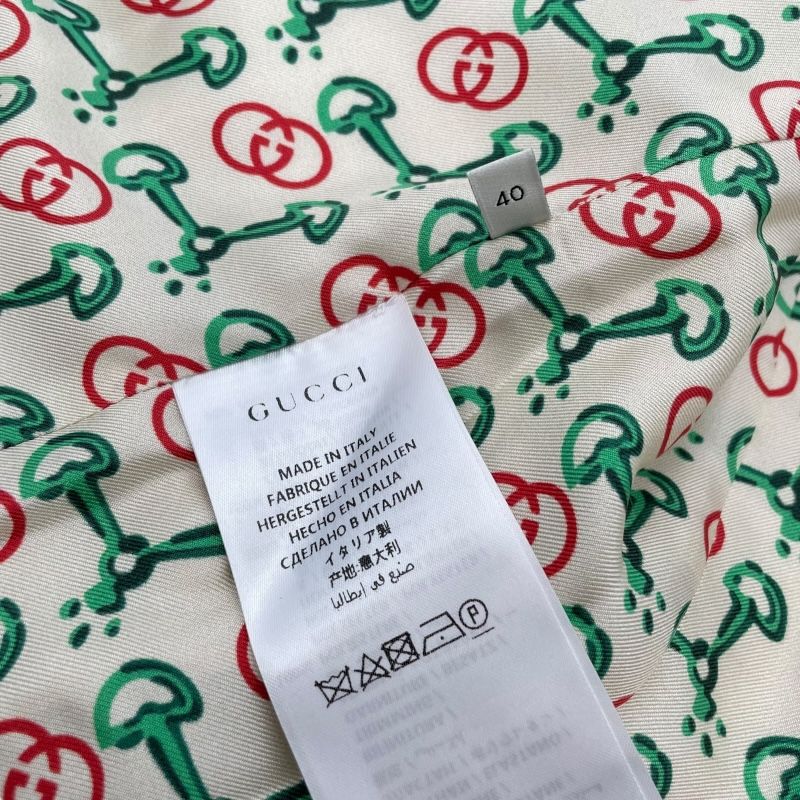 40
GUCCI
MADE IN ITALY
FABRIQUE EN ITALIE
HERGESTELLT IN ITALIEN
HECHO EN ITALIA
СДЕЛАНО В ИТАЛИИ
イタリア製
产地:意大利
صنع في إيطاليا
P